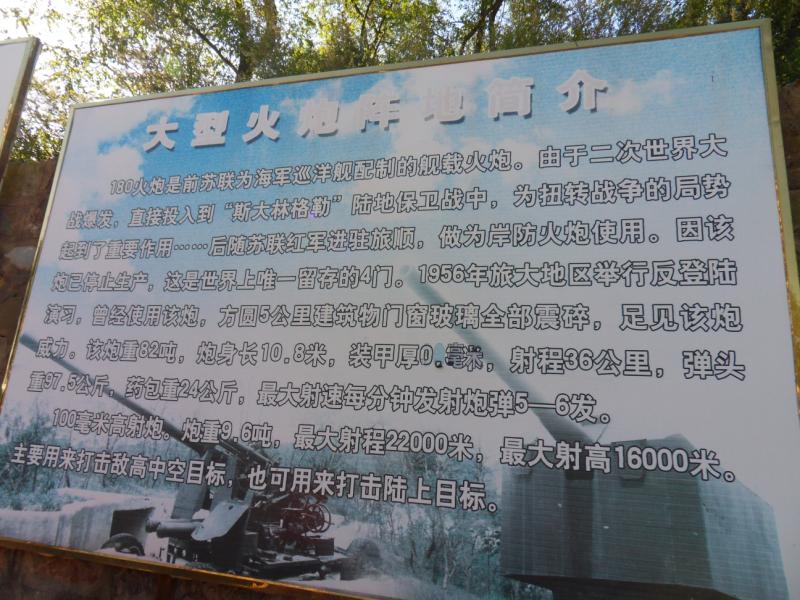 大型火炮阵地简介
180火炮是前苏联为海军巡洋舰配制的舰载火炮。由于二次世界大
战爆发，直接投入到“斯大林格勒”陆地保卫战中，为扭转战争的局势
起到了重要作用……后随苏联红军进驻旅顺，做为岸防火炮使用。因该
炮已停止生产，这是世界上唯一留存的4门。1956年旅大地区举行反登陆
演习，曾经使用该炮，方圆5公里建筑物门窗玻璃全部震碎，足见该炮
威力。该炮重82吨，炮身长10.8米，装甲厚0.毫米，射程36公里，弹头
重97.5公斤，药包重24公斤，最大射速每分钟发射炮弹5—6发。
100毫米高射炮。炮重9.6吨，最大射程22000米，最大射高16000米。
主要用来打击敌高中空目标，也可用来打击陆上目标。